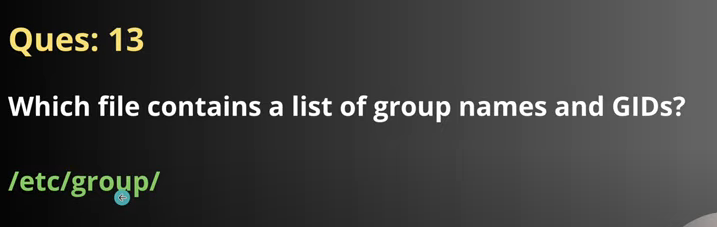 Ques: 13
Which file contains a list of group names and GIDs?
/etc/group/